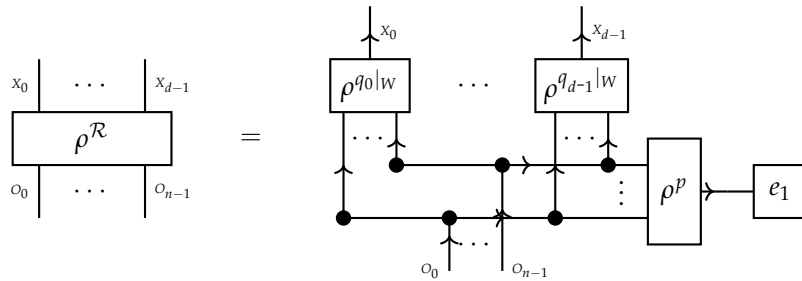 X₀ X_{d−1}
ρ^{q₀|W} ⋯ ρ^{q_{d−1}|W}
X₀ ⋯ X_{d−1}
⋯ ⋯
ρ^ℛ = ρ^p e₁
⋮
O₀ ⋯ O_{n−1}
⋯
O₀ O_{n−1}